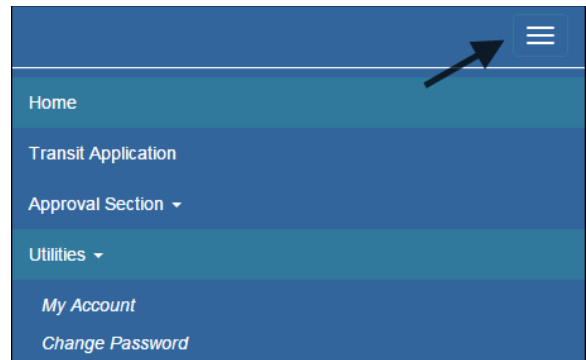 Home
Transit Application
Approval Section
Utilities
My Account
Change Password